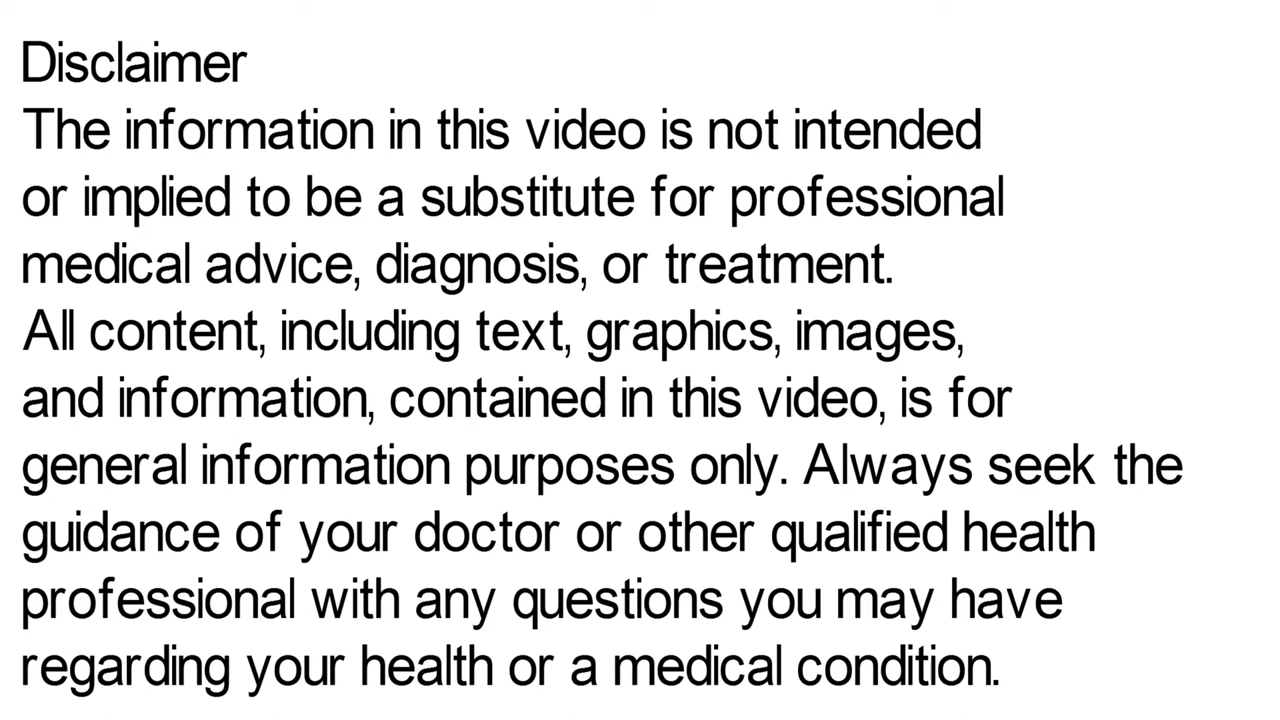 Disclaimer
The information in this video is not intended
or implied to be a substitute for professional
medical advice, diagnosis, or treatment.
All content, including text, graphics, images,
and information, contained in this video, is for
general information purposes only. Always seek the
guidance of your doctor or other qualified health
professional with any questions you may have
regarding your health or a medical condition.